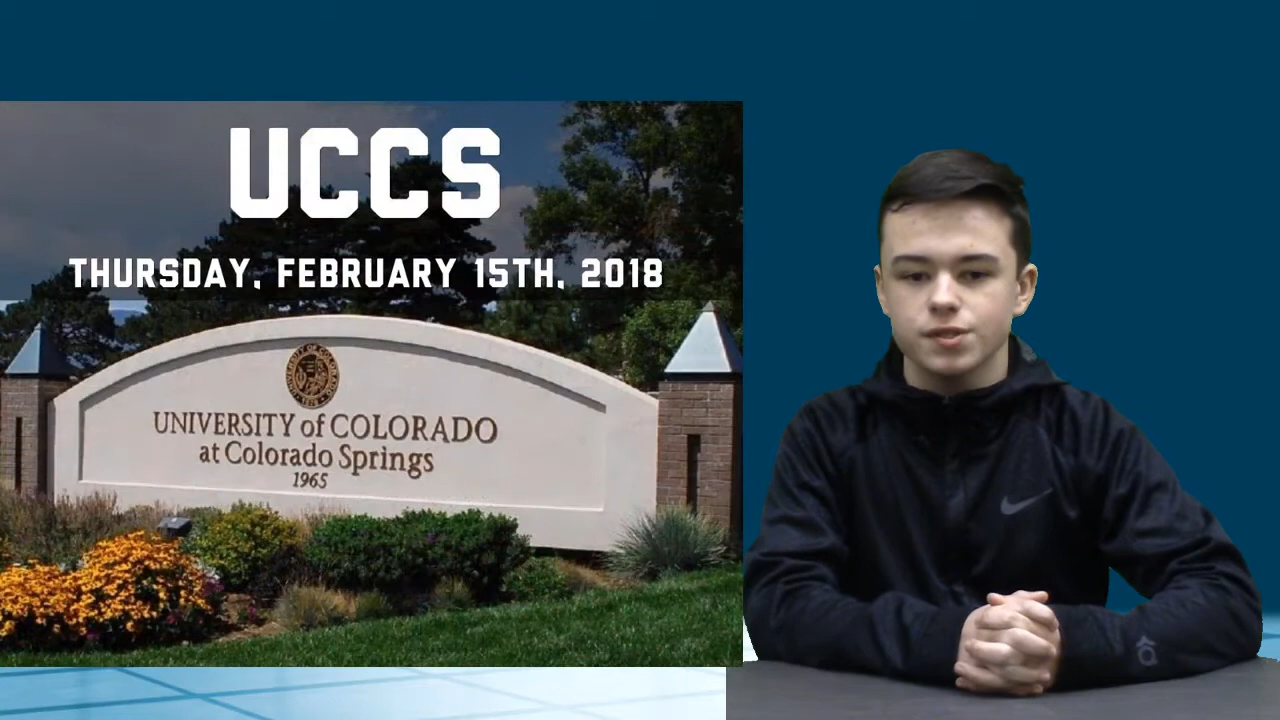 UCCS
THURSDAY, FEBRUARY 15TH, 2018
UNIVERSITY of COLORADO
at Colorado Springs
1965